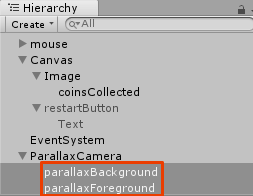 Hierarchy
Create All
mouse
Canvas
Image
coinsCollected
restartButton
Text
EventSystem
ParallaxCamera
parallaxBackground
parallaxForeground